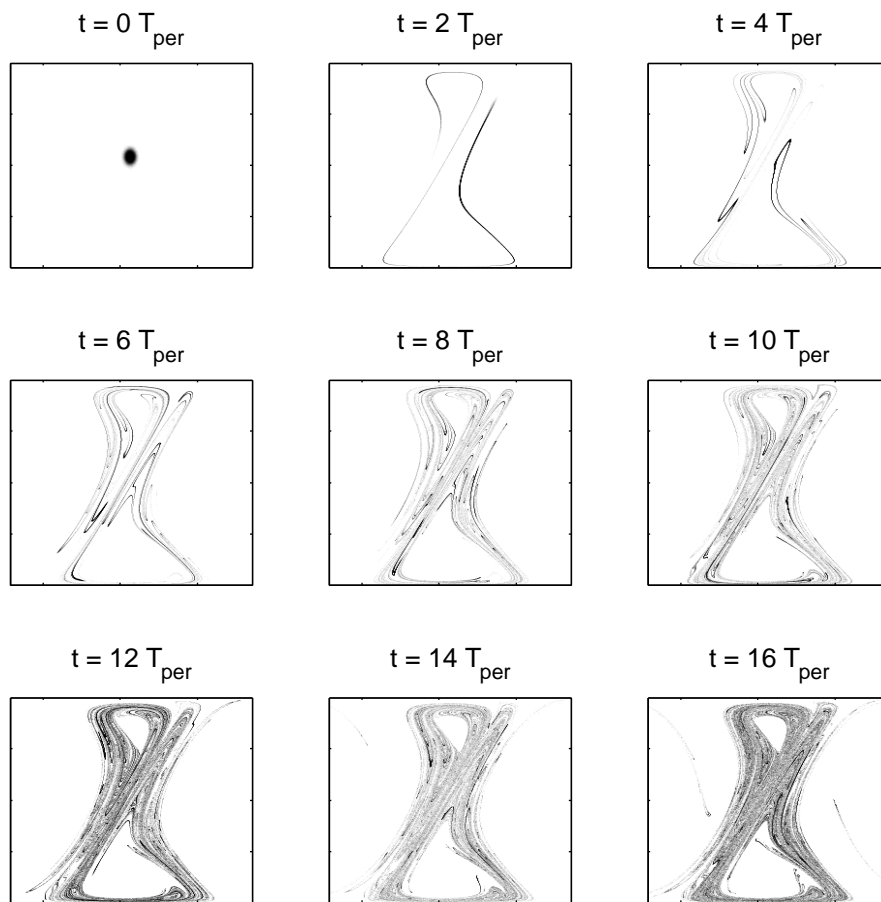 t = 0 T_per
t = 2 T_per
t = 4 T_per
t = 6 T_per
t = 8 T_per
t = 10 T_per
t = 12 T_per
t = 14 T_per
t = 16 T_per